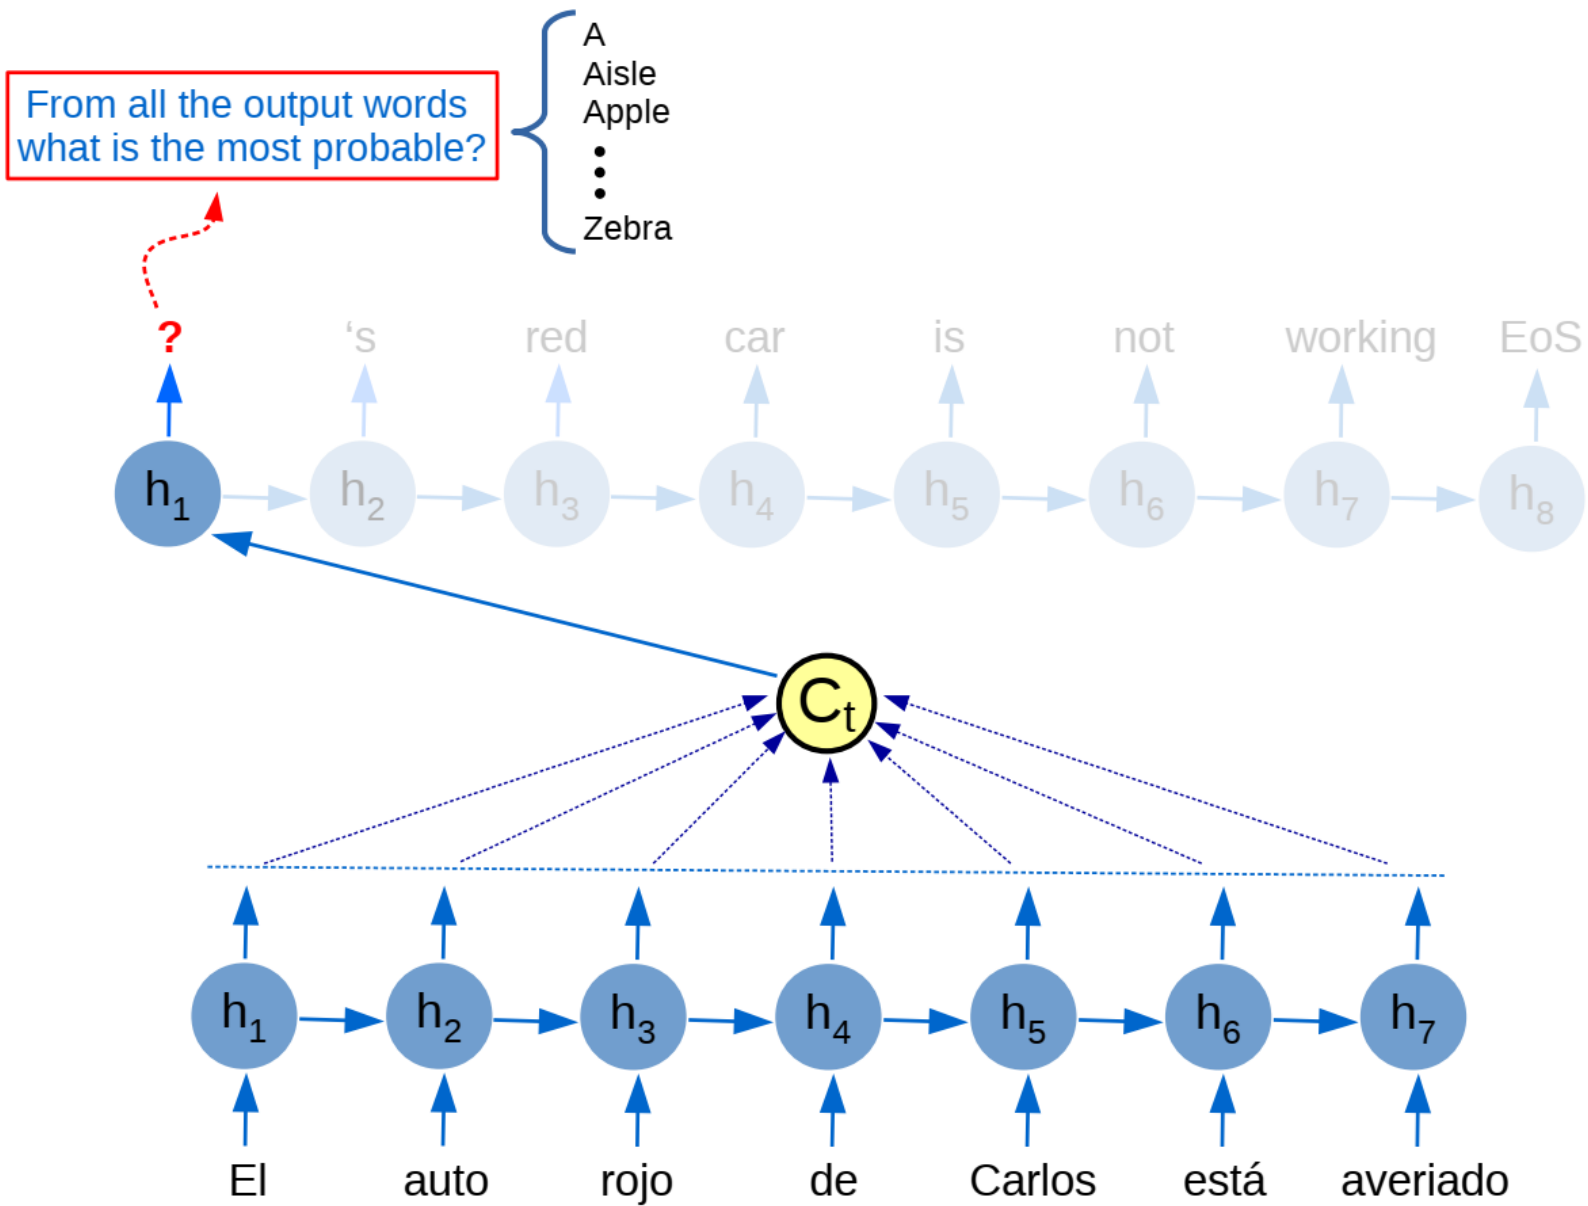 A
Aisle
Apple
Zebra
From all the output words
what is the most probable?
? ‘s red car is not working EoS
h1 h2 h3 h4 h5 h6 h7 h8
Ct
h1 h2 h3 h4 h5 h6 h7
El auto rojo de Carlos está averiado